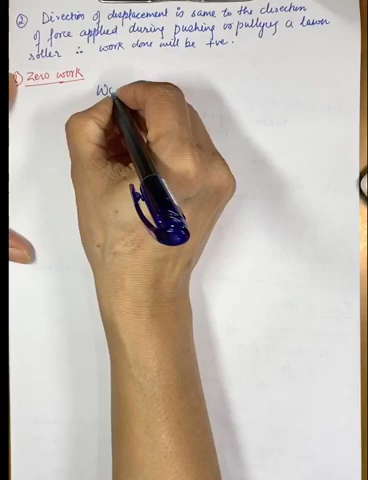 ② Direction of displacement is same to the direction
of force applied during pushing or pulling a lawn
roller ∴ work done will be +ve.
Zero work
Wo